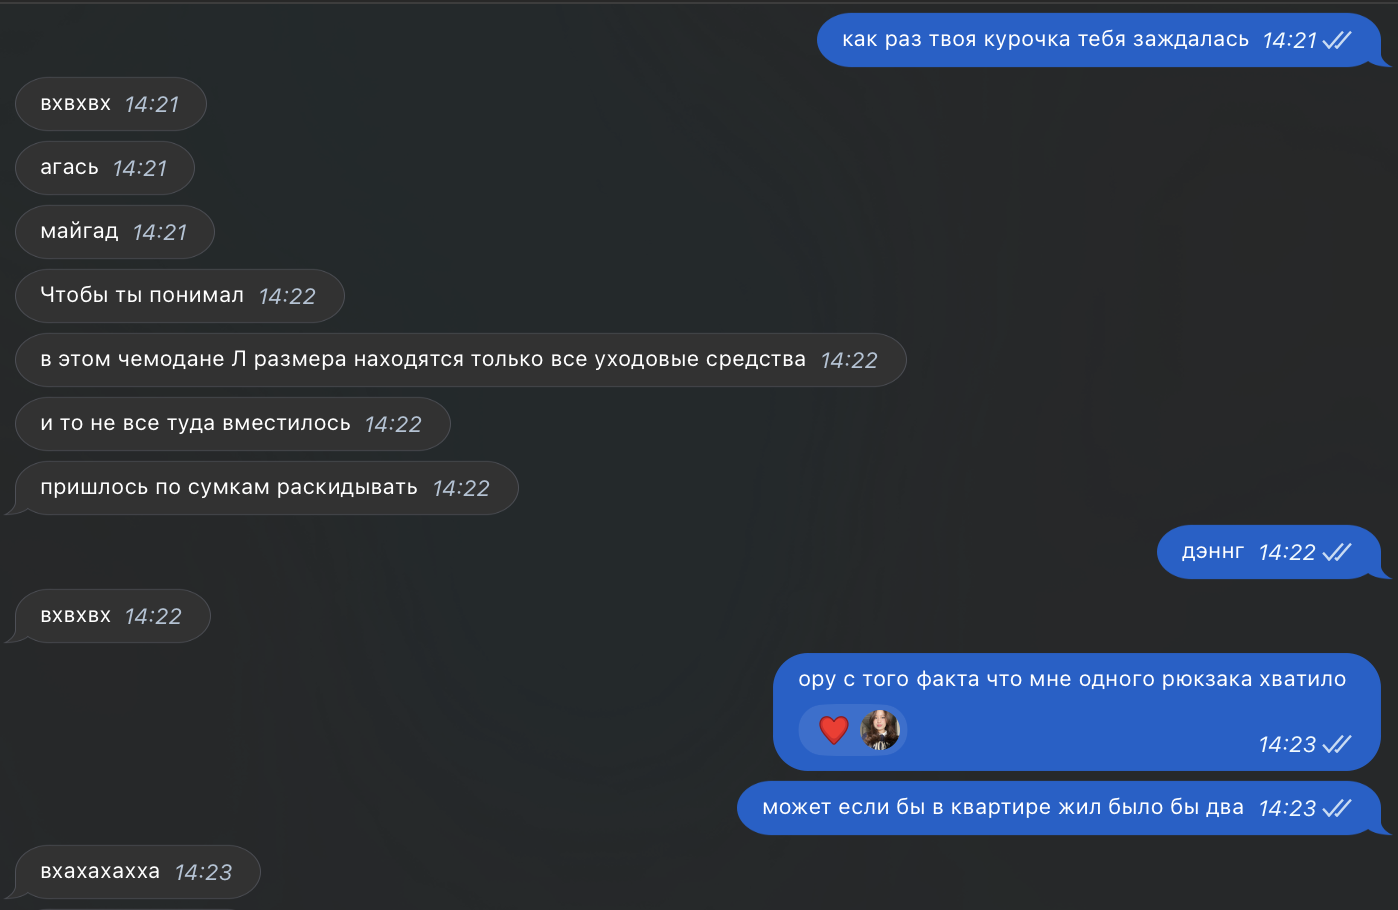 как раз твоя курочка тебя заждалась 14:21
вхвхвх 14:21
агась 14:21
майгад 14:21
Чтобы ты понимал 14:22
в этом чемодане Л размера находятся только все уходовые средства 14:22
и то не все туда вместилось 14:22
пришлось по сумкам раскидывать 14:22
дэннг 14:22
вхвхвх 14:22
ору с того факта что мне одного рюкзака хватило
14:23
может если бы в квартире жил было бы два 14:23
вхахахахха 14:23